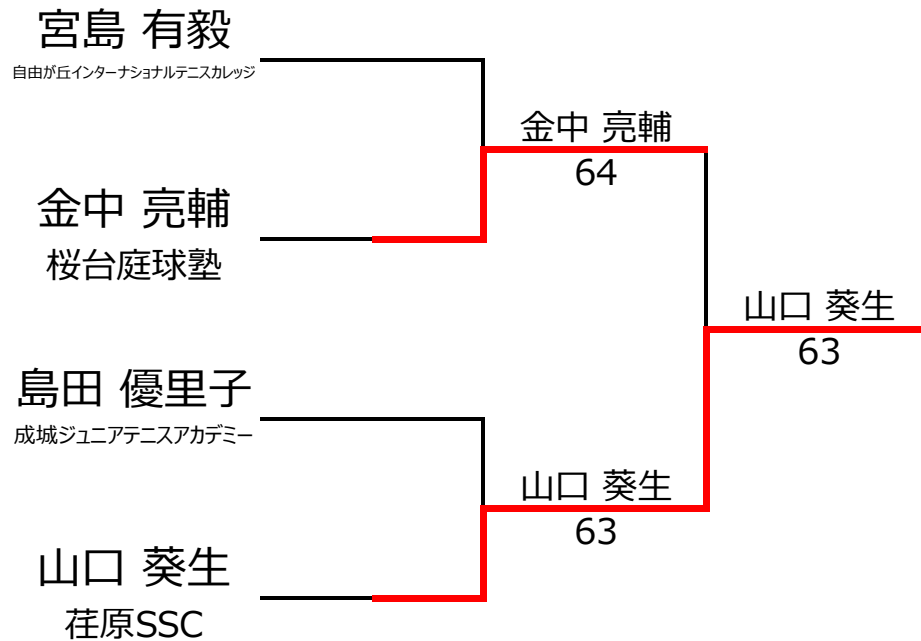 宮島 有毅
自由が丘インターナショナルテニスカレッジ
金中 亮輔
64
金中 亮輔
桜台庭球塾
山口 葵生
63
島田 優里子
成城ジュニアテニスアカデミー
山口 葵生
63
山口 葵生
荏原SSC